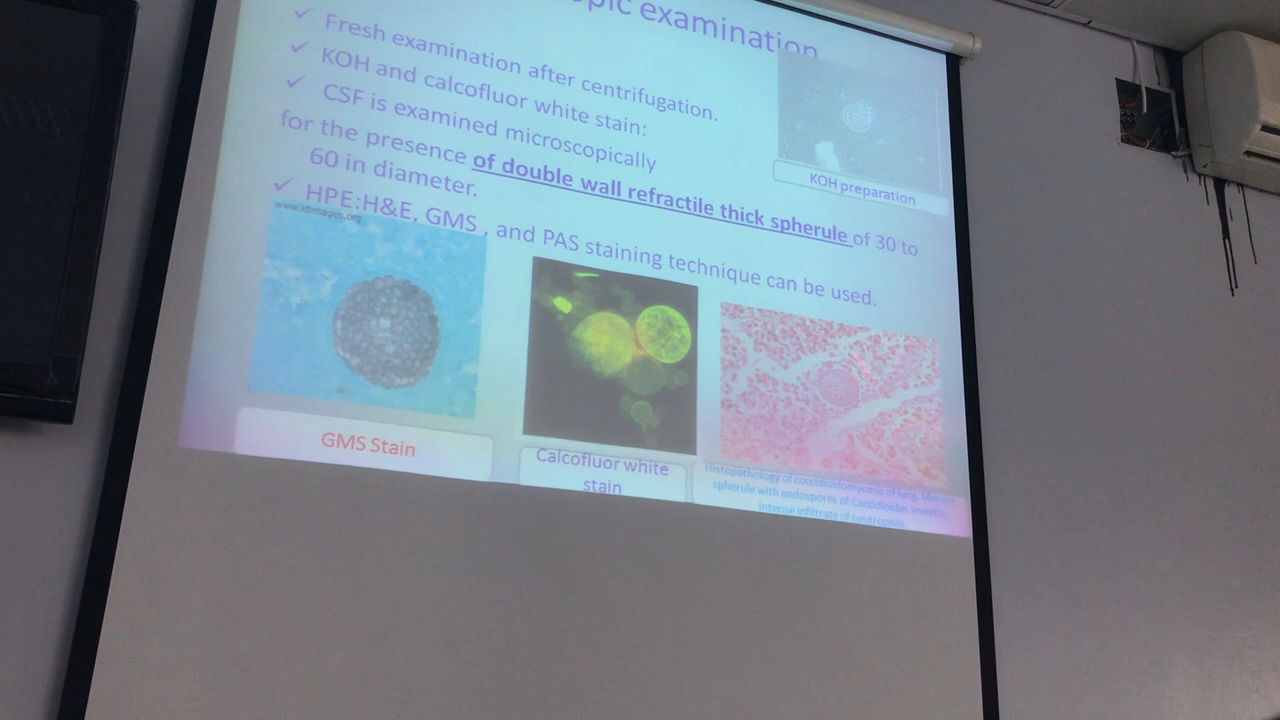 opic examination
Fresh examination after centrifugation.
KOH and calcofluor white stain:
CSF is examined microscopically
for the presence of double wall refractile thick spherule of 30 to
60 in diameter.
HPE:H&E, GMS , and PAS staining technique can be used.
KOH preparation
www.idimages.org
GMS Stain
Calcofluor white
stain
Histopathology of coccidioidomycosis of lung. Mature
spherule with endospores of Coccidioides immitis,
intense infiltrate of neutrophils.